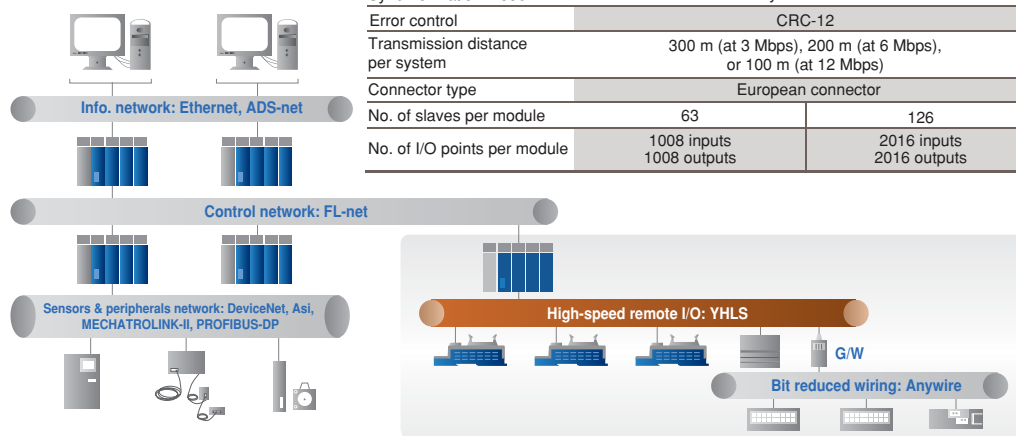 Error control CRC-12
Transmission distance
per system
300 m (at 3 Mbps), 200 m (at 6 Mbps),
or 100 m (at 12 Mbps)
Connector type European connector
No. of slaves per module 63 126
No. of I/O points per module
1008 inputs
1008 outputs
2016 inputs
2016 outputs
Info. network: Ethernet, ADS-net
Control network: FL-net
Sensors & peripherals network: DeviceNet, Asi,
MECHATROLINK-II, PROFIBUS-DP
High-speed remote I/O: YHLS
G/W
Bit reduced wiring: Anywire